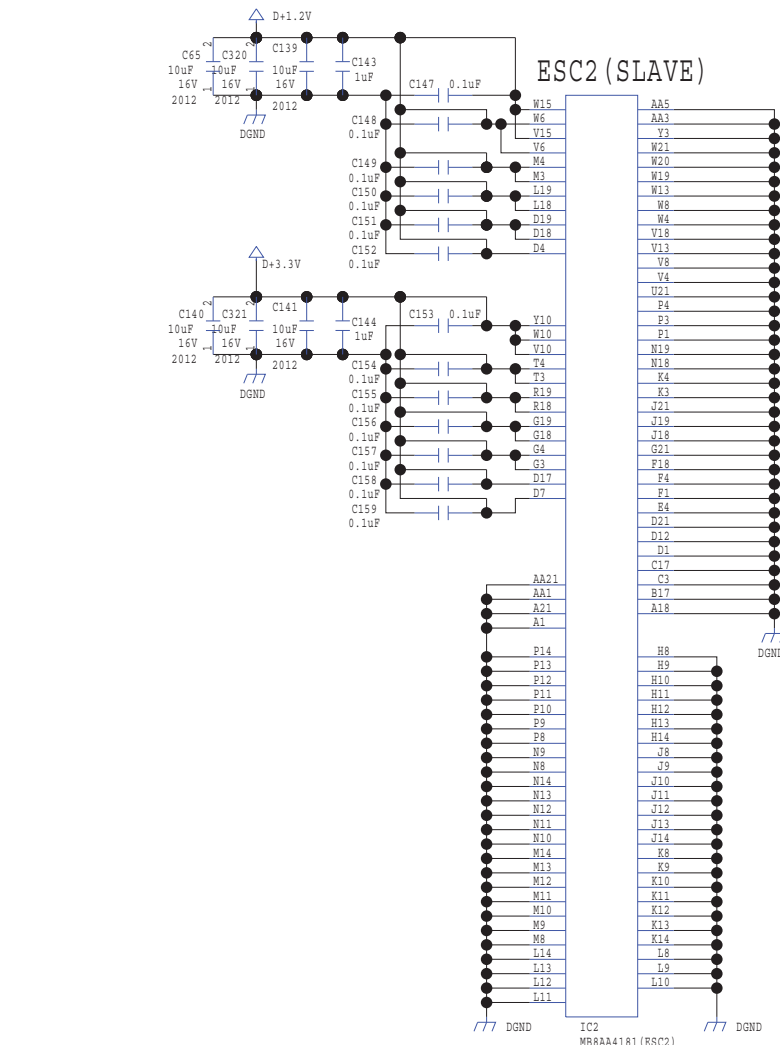 D+1.2V
C65
10uF
16V
2012
2
1
C320
10uF
16V
2
1
C139
10uF
16V
2012
C143
1uF
DGND
C147 0.1uF
C148
0.1uF
C149
0.1uF
C150
0.1uF
C151
0.1uF
C152
0.1uF
D+3.3V
C140
10uF
16V
2012
2
1
C321
10uF
16V
2012
2
1
C141
10uF
16V
2012
C144
1uF
DGND
C153 0.1uF
C154
0.1uF
C155
0.1uF
C156
0.1uF
C157
0.1uF
C158
0.1uF
C159
0.1uF
ESC2(SLAVE)
W15
W6
V15
V6
M4
M3
L19
L18
D19
D18
D4
Y10
W10
V10
T4
T3
R19
R18
G19
G18
G4
G3
D17
D7
AA21
AA1
A21
A1
P14
P13
P12
P11
P10
P9
P8
N9
N8
N14
N13
N12
N11
N10
M14
M13
M12
M11
M10
M9
M8
L14
L13
L12
L11
DGND
AA5
AA3
Y3
W21
W20
W19
W13
W8
W4
V18
V13
V8
V4
U21
P4
P3
P1
N19
N18
K4
K3
J21
J19
J18
G21
F18
F4
F1
E4
D21
D12
D1
C17
C3
B17
A18
DGND
H8
H9
H10
H11
H12
H13
H14
J8
J9
J10
J11
J12
J13
J14
K8
K9
K10
K11
K12
K13
K14
L8
L9
L10
DGND
IC2
MB8AA4181(ESC2)